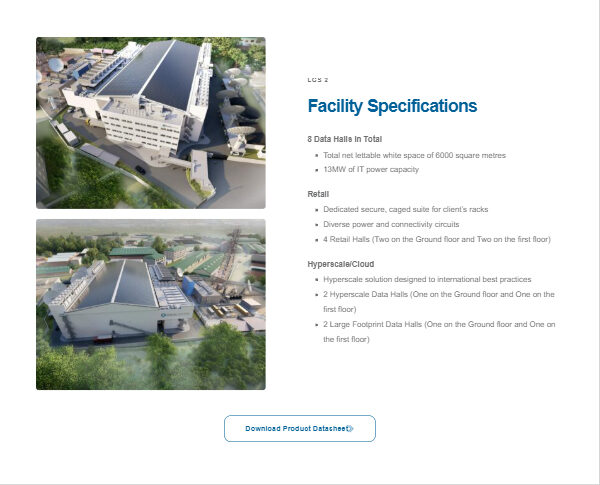 LGS 2
Facility Specifications
8 Data Halls in Total
Total net lettable white space of 6000 square metres
13MW of IT power capacity
Retail
Dedicated secure, caged suite for client's racks
Diverse power and connectivity circuits
4 Retail Halls (Two on the Ground floor and Two on the first floor)
Hyperscale/Cloud
Hyperscale solution designed to international best practices
2 Hyperscale Data Halls (One on the Ground floor and One on the
first floor)
2 Large Footprint Data Halls (One on the Ground floor and One on
the first floor)
Download Product Datasheet